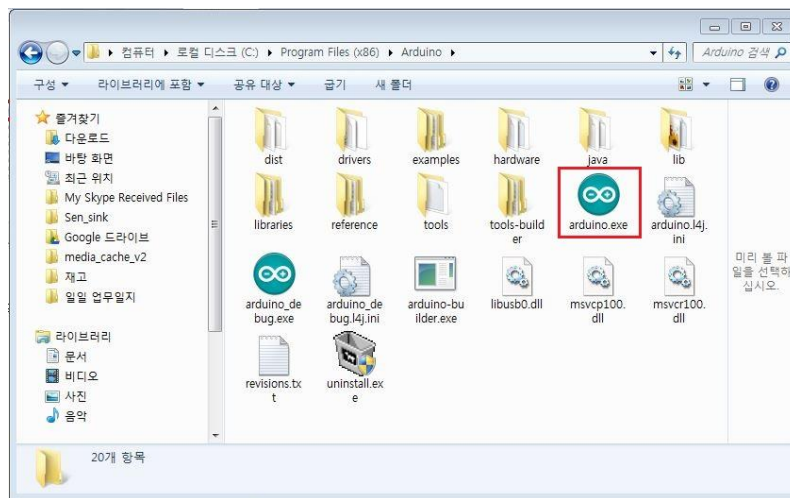 컴퓨터 ▸ 로컬 디스크 (C:) ▸ Program Files (x86) ▸ Arduino ▸
Arduino 검색
구성 라이브러리에 포함 공유 대상 굽기 새 폴더
즐겨찾기
다운로드
바탕 화면
최근 위치
My Skype Received Files
Sen_sink
Google 드라이브
media_cache_v2
재고
일일 업무일지
라이브러리
문서
비디오
사진
음악
dist drivers examples hardware java lib
libraries reference tools tools-build
er arduino.exe arduino.l4j.
ini
arduino_de
bug.exe arduino_de
bug.l4j.ini arduino-bu
ilder.exe libusb0.dll msvcp100.
dll msvcr100.
dll
revisions.tx
t uninstall.ex
e
미리 볼 파
일을 선택하
십시오.
20개 항목